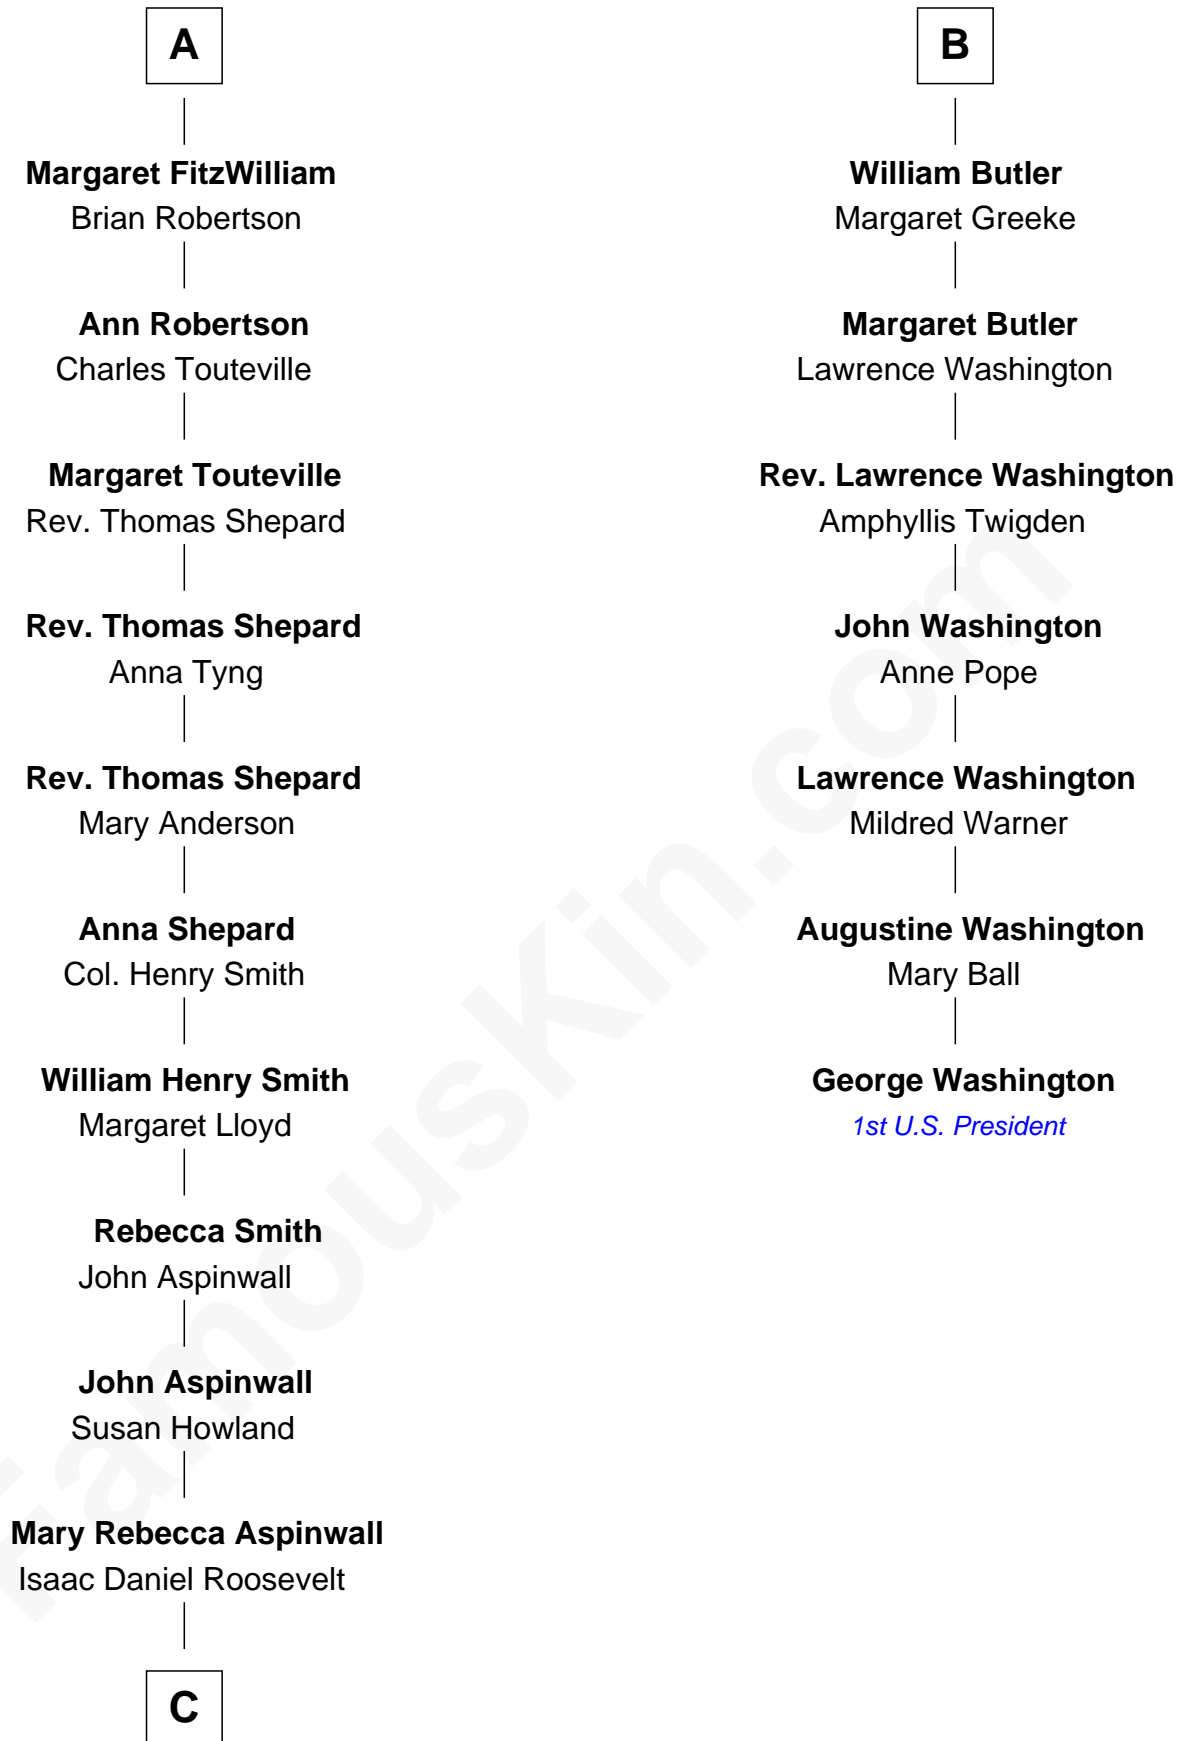 A
Margaret FitzWilliam
Brian Robertson
Ann Robertson
Charles Touteville
Margaret Touteville
Rev. Thomas Shepard
Rev. Thomas Shepard
Anna Tyng
Rev. Thomas Shepard
Mary Anderson
Anna Shepard
Col. Henry Smith
William Henry Smith
Margaret Lloyd
Rebecca Smith
John Aspinwall
John Aspinwall
Susan Howland
Mary Rebecca Aspinwall
Isaac Daniel Roosevelt
C
B
William Butler
Margaret Greeke
Margaret Butler
Lawrence Washington
Rev. Lawrence Washington
Amphyllis Twigden
John Washington
Anne Pope
Lawrence Washington
Mildred Warner
Augustine Washington
Mary Ball
George Washington
1st U.S. President
FamousKin.com